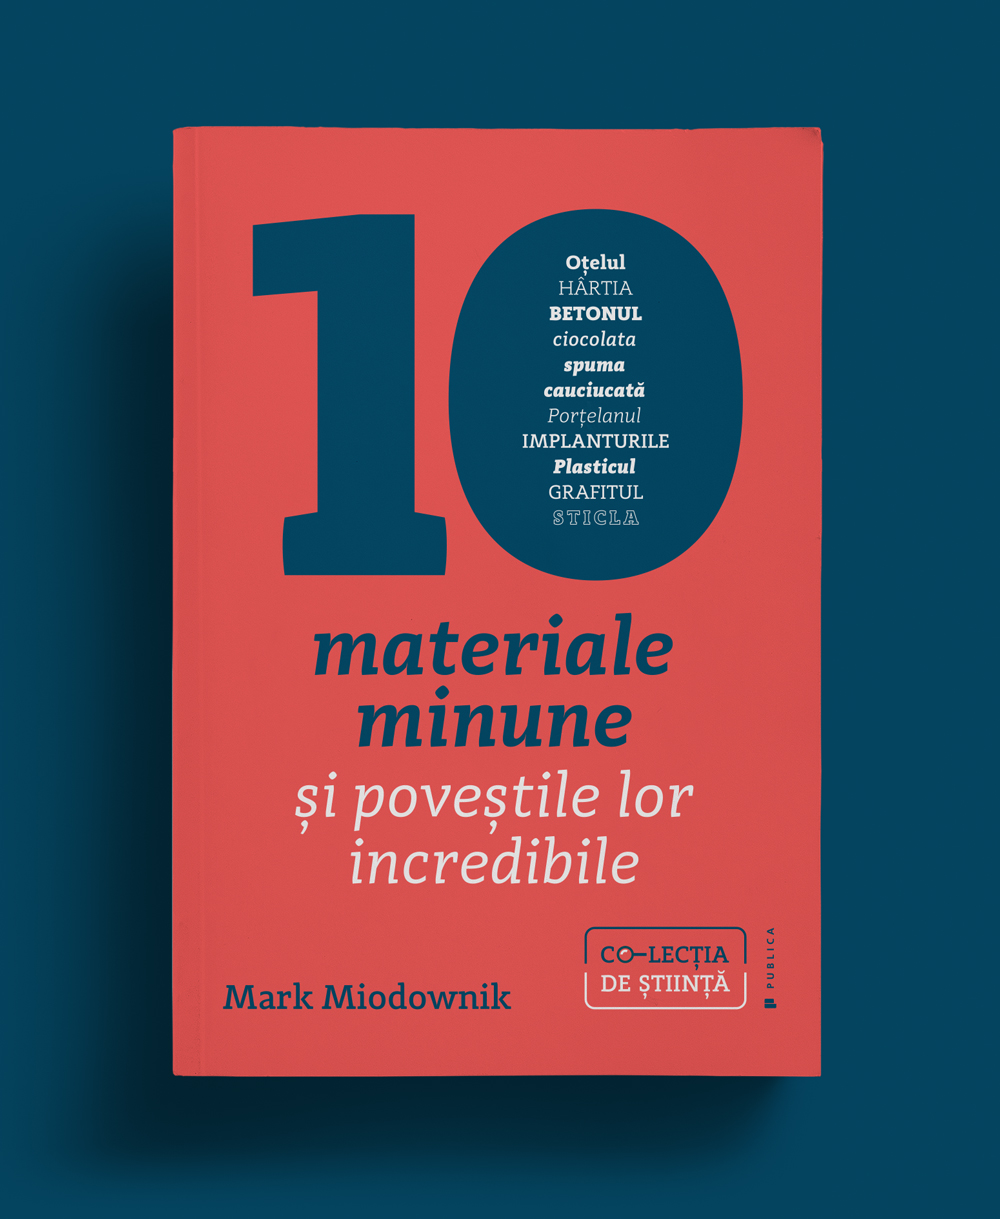 10
Oțelul
HÂRTIA
BETONUL
ciocolata
spuma
cauciucată
Porțelanul
IMPLANTURILE
Plasticul
GRAFITUL
STICLA
materiale
minune
și poveștile lor
incredibile
Mark Miodownik
CO-LECȚIA
DE ȘTIINȚĂ
PUBLICA